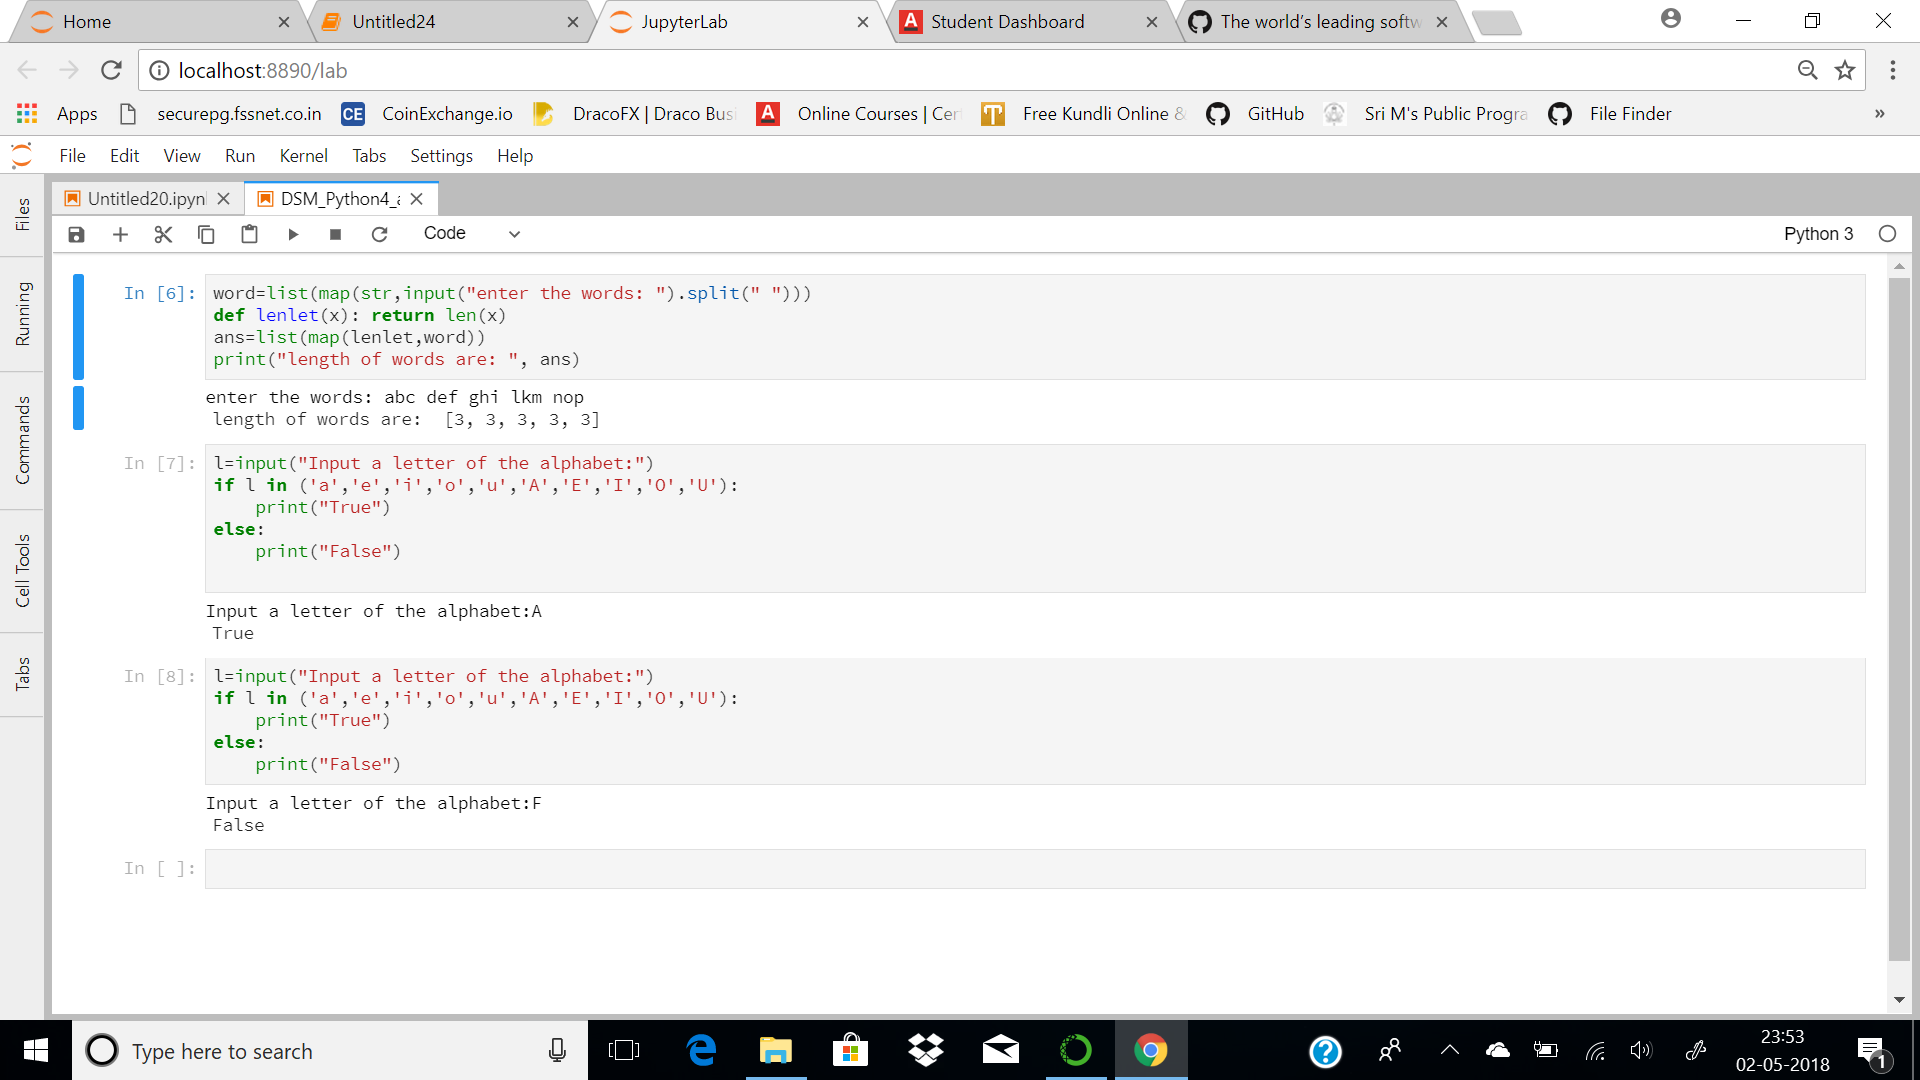 Home
Untitled24
JupyterLab
Student Dashboard
The world's leading softw
localhost:8890/lab
Apps
securepg.fssnet.co.in
CE CoinExchange.io
DracoFX | Draco Busi
A Online Courses | Cer
T Free Kundli Online &
GitHub
Sri M's Public Progra
File Finder
»
File Edit View Run Kernel Tabs Settings Help
Files
Running
Commands
Cell Tools
Tabs
Untitled20.ipyn
DSM_Python4_a
Code
Python 3
In [6]:
word=list(map(str,input("enter the words: ").split(" ")))
def lenlet(x): return len(x)
ans=list(map(lenlet,word))
print("length of words are: ", ans)
enter the words: abc def ghi lkm nop
length of words are:  [3, 3, 3, 3, 3]
In [7]:
l=input("Input a letter of the alphabet:")
if l in ('a','e','i','o','u','A','E','I','O','U'):
    print("True")
else:
    print("False")
Input a letter of the alphabet:A
True
In [8]:
l=input("Input a letter of the alphabet:")
if l in ('a','e','i','o','u','A','E','I','O','U'):
    print("True")
else:
    print("False")
Input a letter of the alphabet:F
False
In [ ]:
Type here to search
23:53
02-05-2018
1